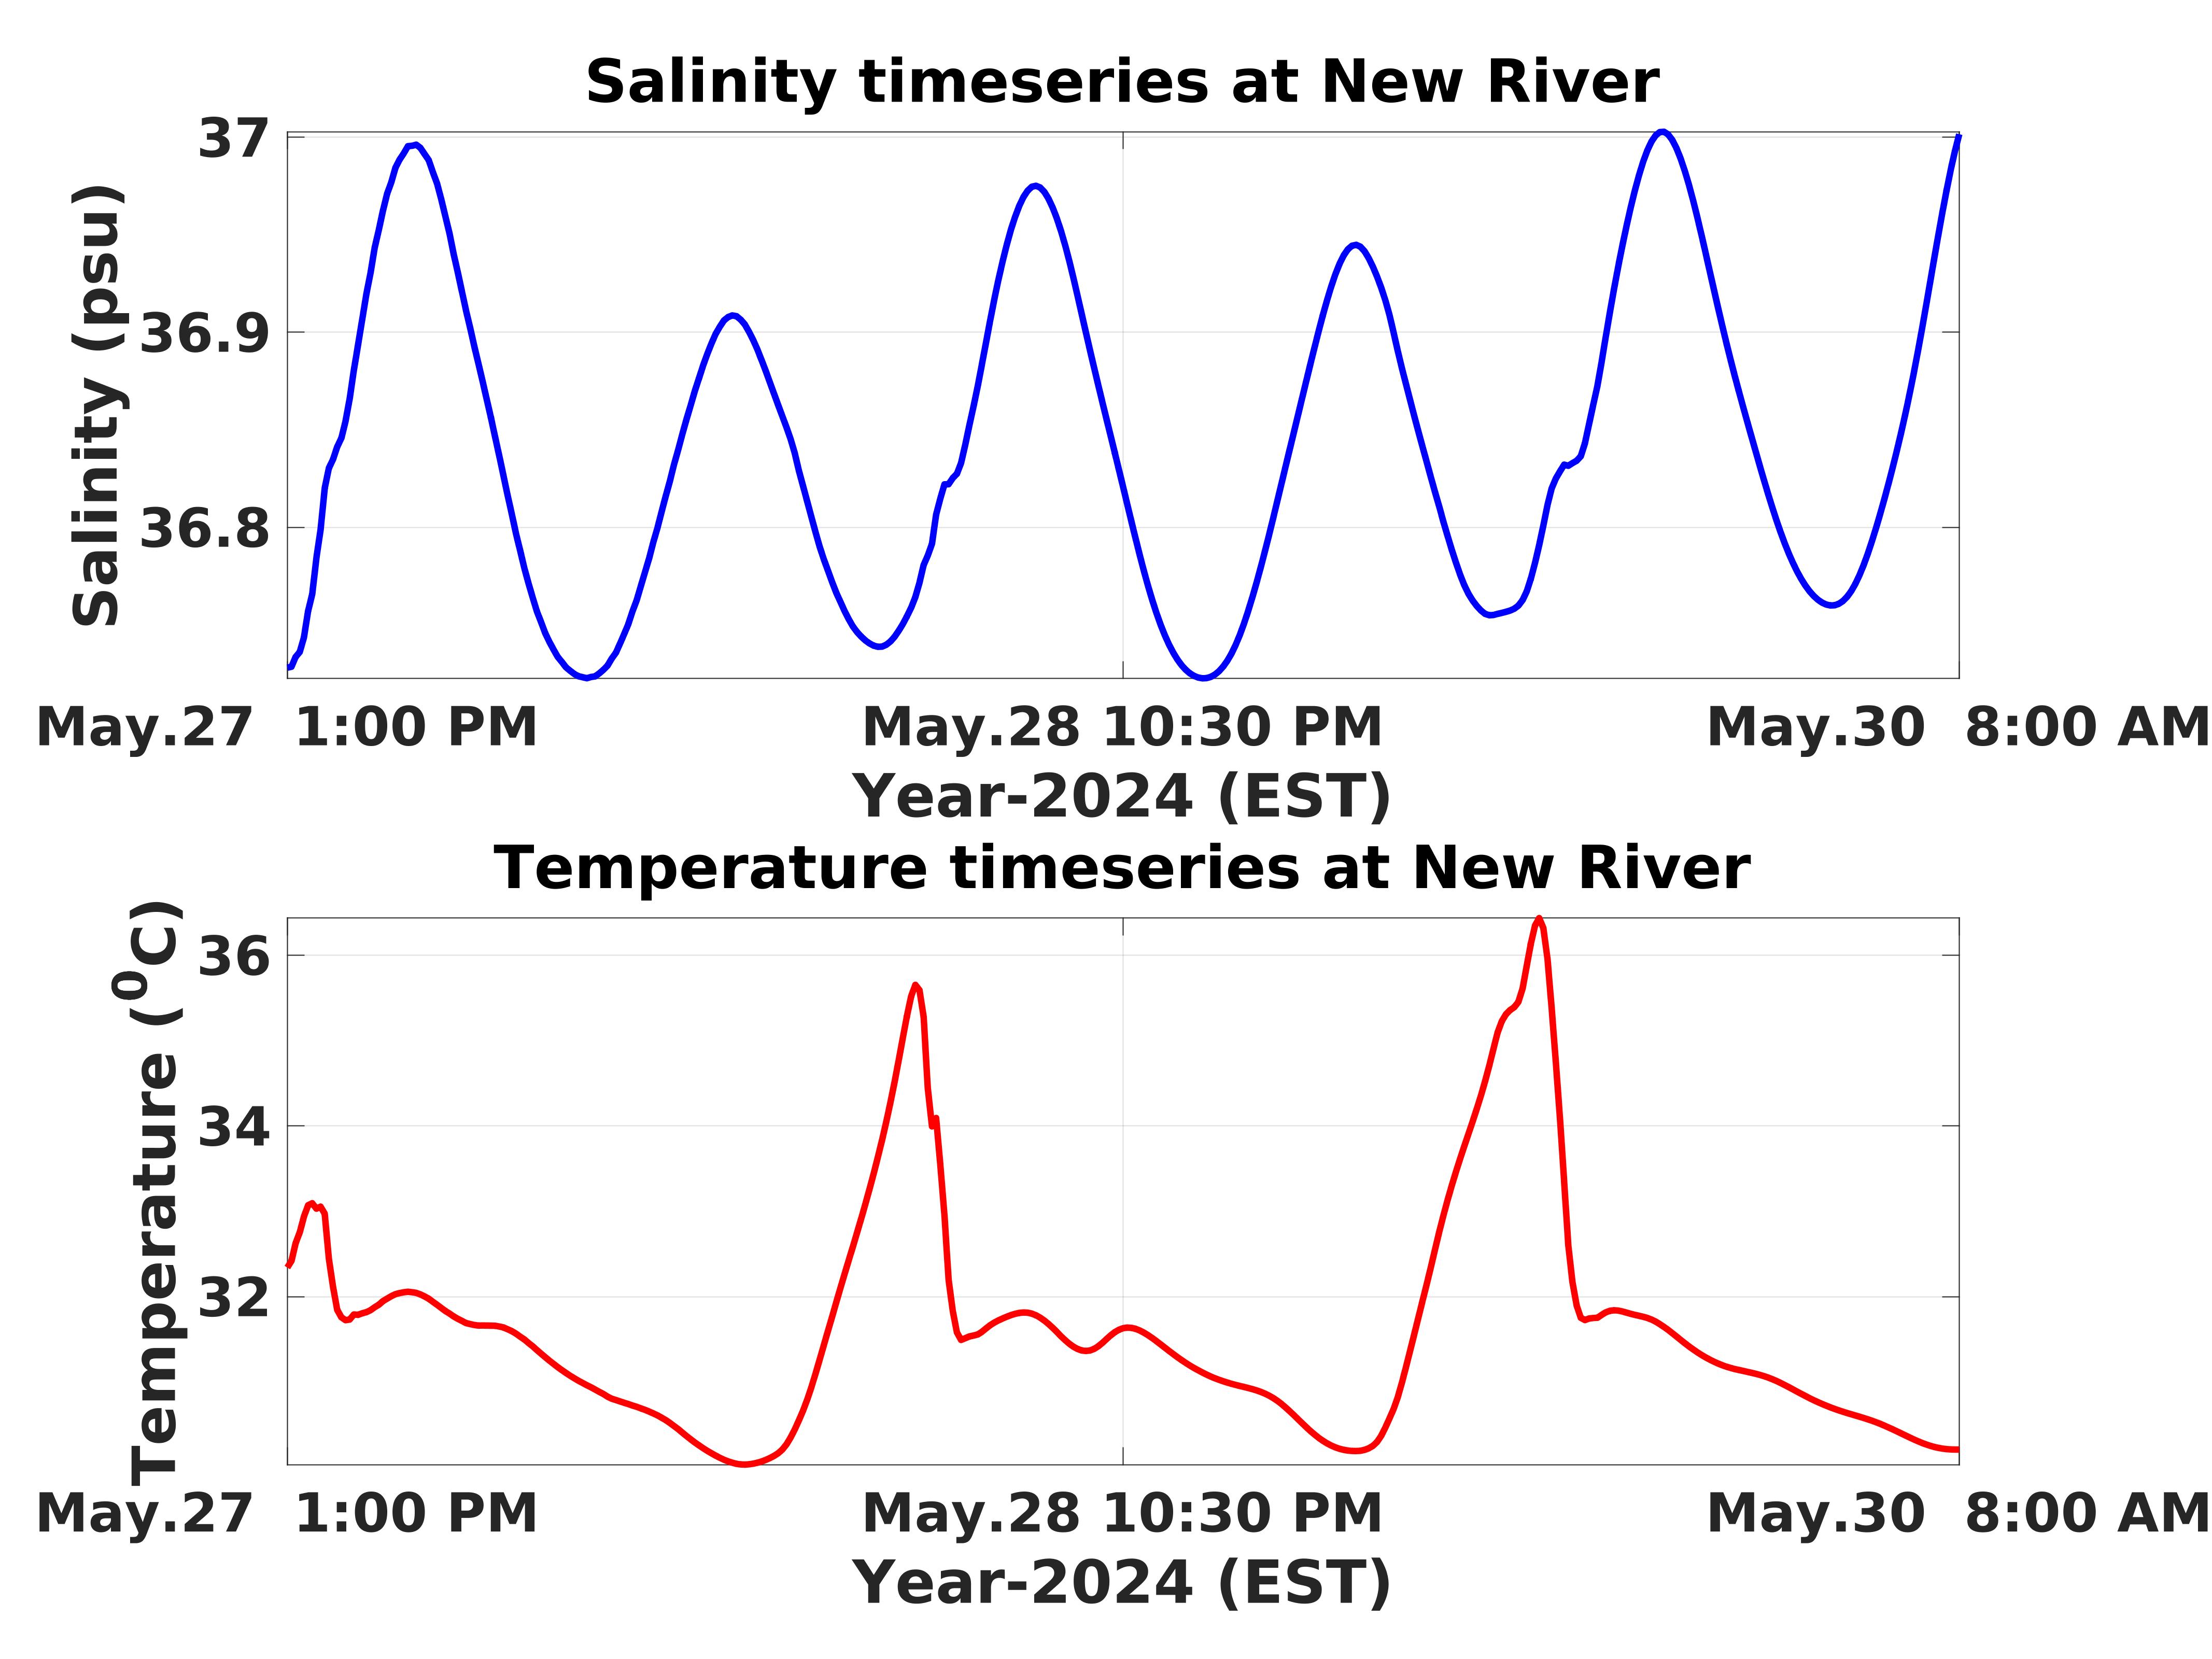 Salinity timeseries at New River
Salinity (psu)
37
36.9
36.8
May.27 1:00 PM
May.28 10:30 PM
May.30 8:00 AM
Year-2024 (EST)
Temperature timeseries at New River
Temperature (⁰C)
36
34
32
May.27 1:00 PM
May.28 10:30 PM
May.30 8:00 AM
Year-2024 (EST)